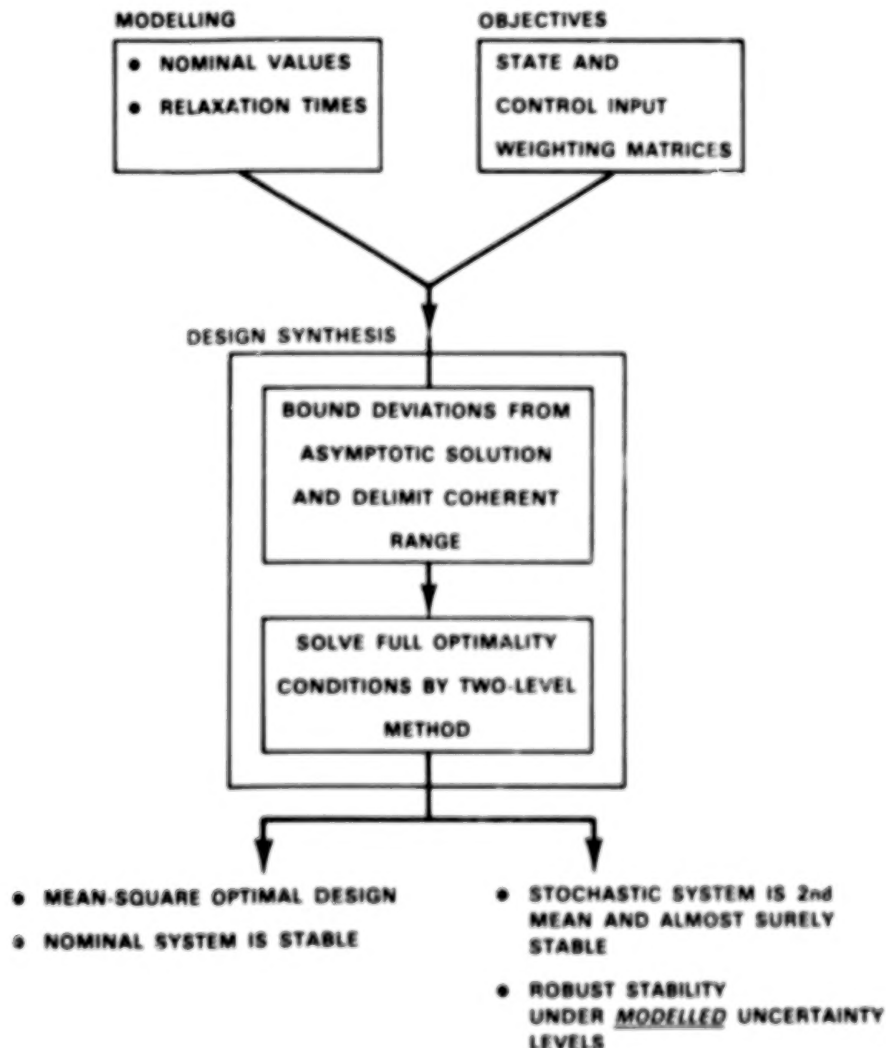 MODELLING
• NOMINAL VALUES
• RELAXATION TIMES
OBJECTIVES
STATE AND
CONTROL INPUT
WEIGHTING MATRICES
DESIGN SYNTHESIS
BOUND DEVIATIONS FROM
ASYMPTOTIC SOLUTION
AND DELIMIT COHERENT
RANGE
SOLVE FULL OPTIMALITY
CONDITIONS BY TWO-LEVEL
METHOD
• MEAN-SQUARE OPTIMAL DESIGN
• NOMINAL SYSTEM IS STABLE
• STOCHASTIC SYSTEM IS 2nd
MEAN AND ALMOST SURELY
STABLE
• ROBUST STABILITY
UNDER MODELLED UNCERTAINTY
LEVELS